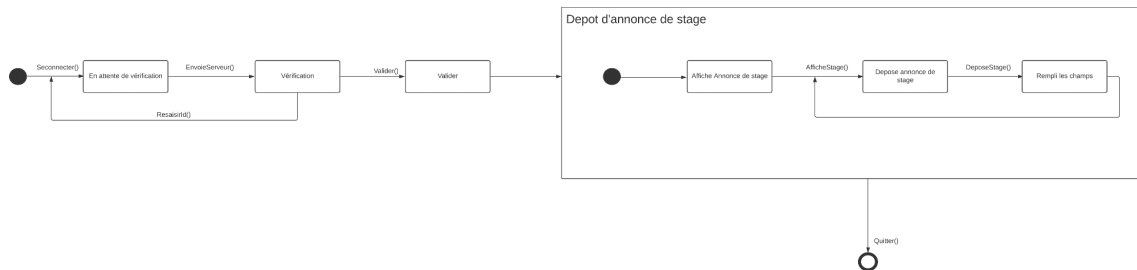 Depot d'annonce de stage
Seconnecter()
En attente de vérification
EnvoieServeur()
Vérification
Valider()
Valider
ResaisirId()
Affiche Annonce de stage
AfficheStage()
Depose annonce de
stage
DeposeStage()
Rempli les champs
Quitter()